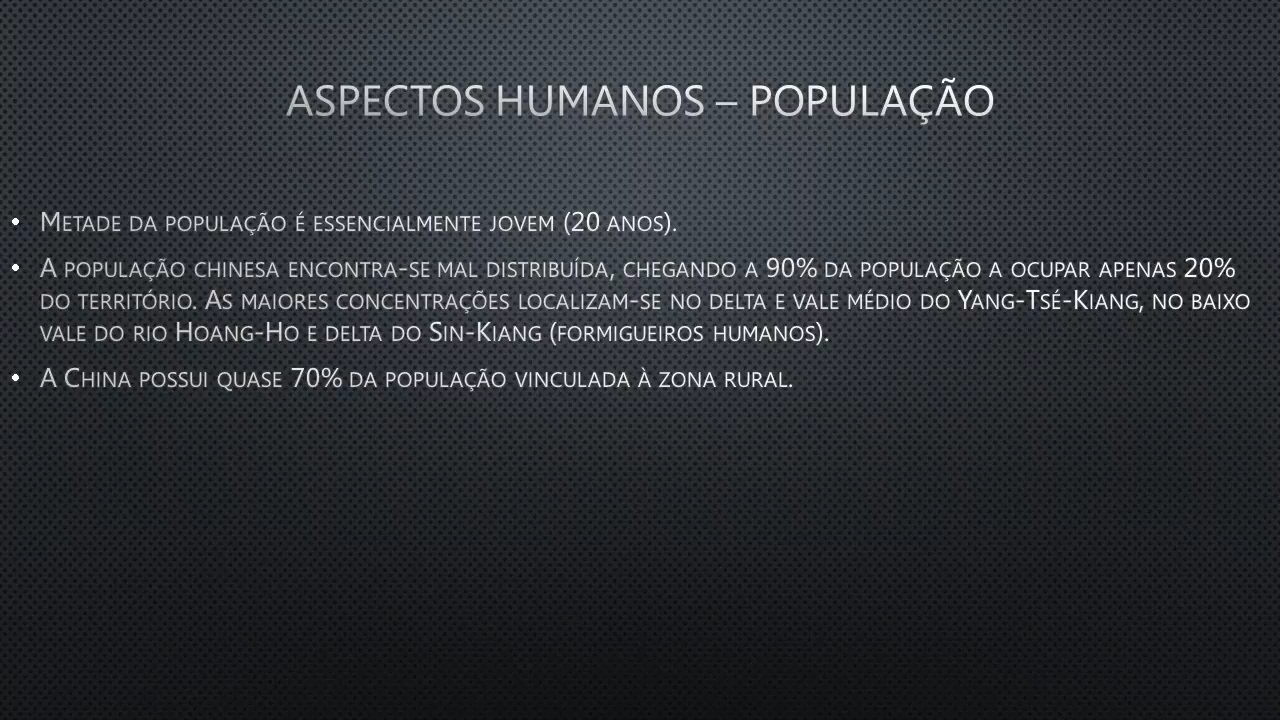 ASPECTOS HUMANOS – POPULAÇÃO
• METADE DA POPULAÇÃO É ESSENCIALMENTE JOVEM (20 ANOS).
• A POPULAÇÃO CHINESA ENCONTRA-SE MAL DISTRIBUÍDA, CHEGANDO A 90% DA POPULAÇÃO A OCUPAR APENAS 20%
DO TERRITÓRIO. AS MAIORES CONCENTRAÇÕES LOCALIZAM-SE NO DELTA E VALE MÉDIO DO YANG-TSÉ-KIANG, NO BAIXO
VALE DO RIO HOANG-HO E DELTA DO SIN-KIANG (FORMIGUEIROS HUMANOS).
• A CHINA POSSUI QUASE 70% DA POPULAÇÃO VINCULADA À ZONA RURAL.